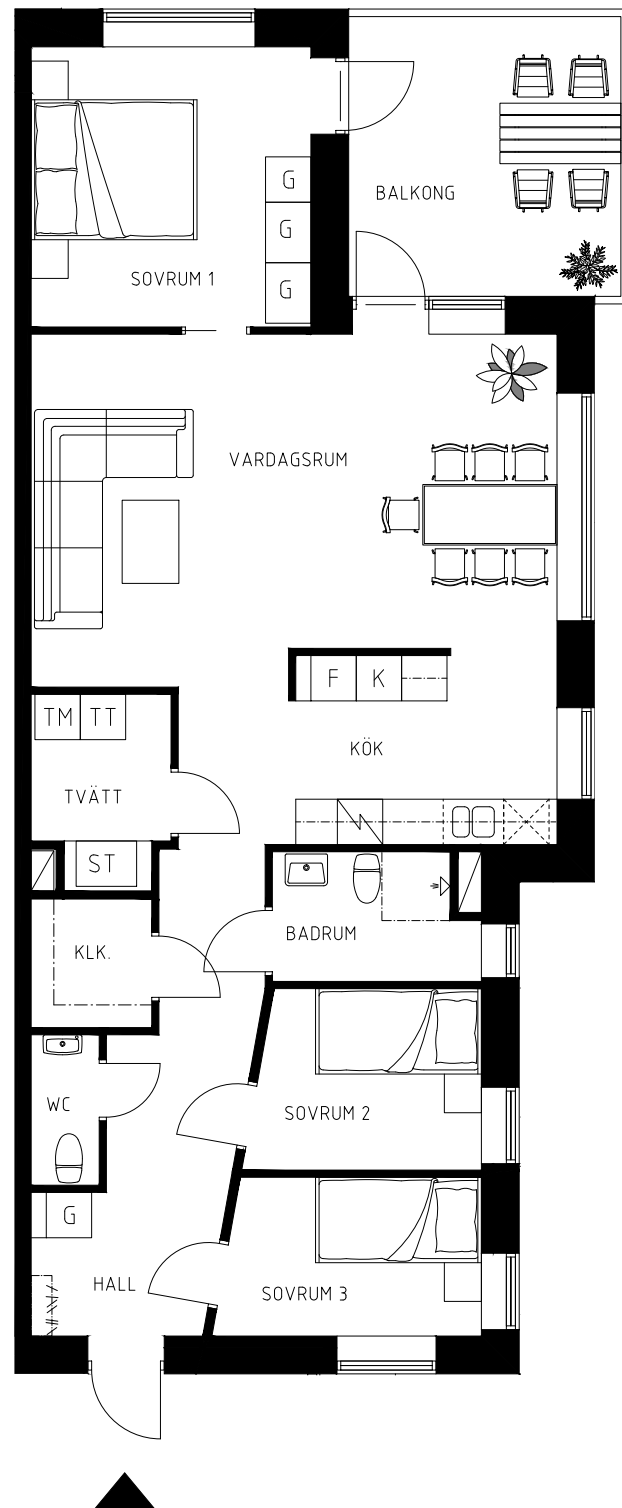 BALKONG
G
G
G
SOVRUM 1
VARDAGSRUM
F K
TM TT
KÖK
TVÄTT
ST
BADRUM
KLK.
WC
SOVRUM 2
G
HALL
SOVRUM 3